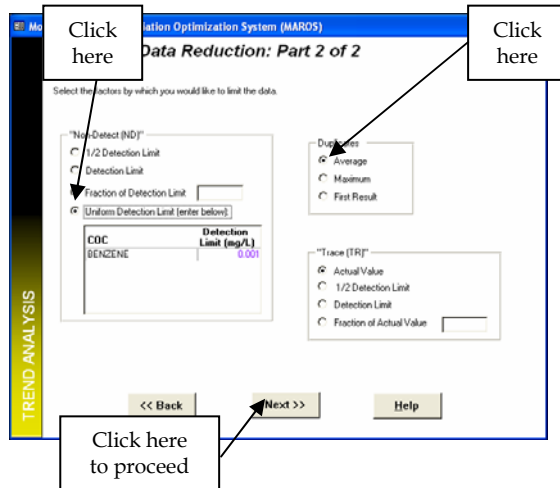 Mo
iation Optimization System (MAROS)
Click
here
Click
here
Data Reduction: Part 2 of 2
Select the factors by which you would like to limit the data.
"Non-Detect (ND)"
1/2 Detection Limit
Detection Limit
Fraction of Detection Limit
Uniform Detection Limit (enter below):
COC
Detection
Limit (mg/L)
BENZENE
0.001
Duplicates
Average
Maximum
First Result
"Trace (TR)"
Actual Value
1/2 Detection Limit
Detection Limit
Fraction of Actual Value
TREND ANALYSIS
<< Back
Next >>
Help
Click here
to proceed